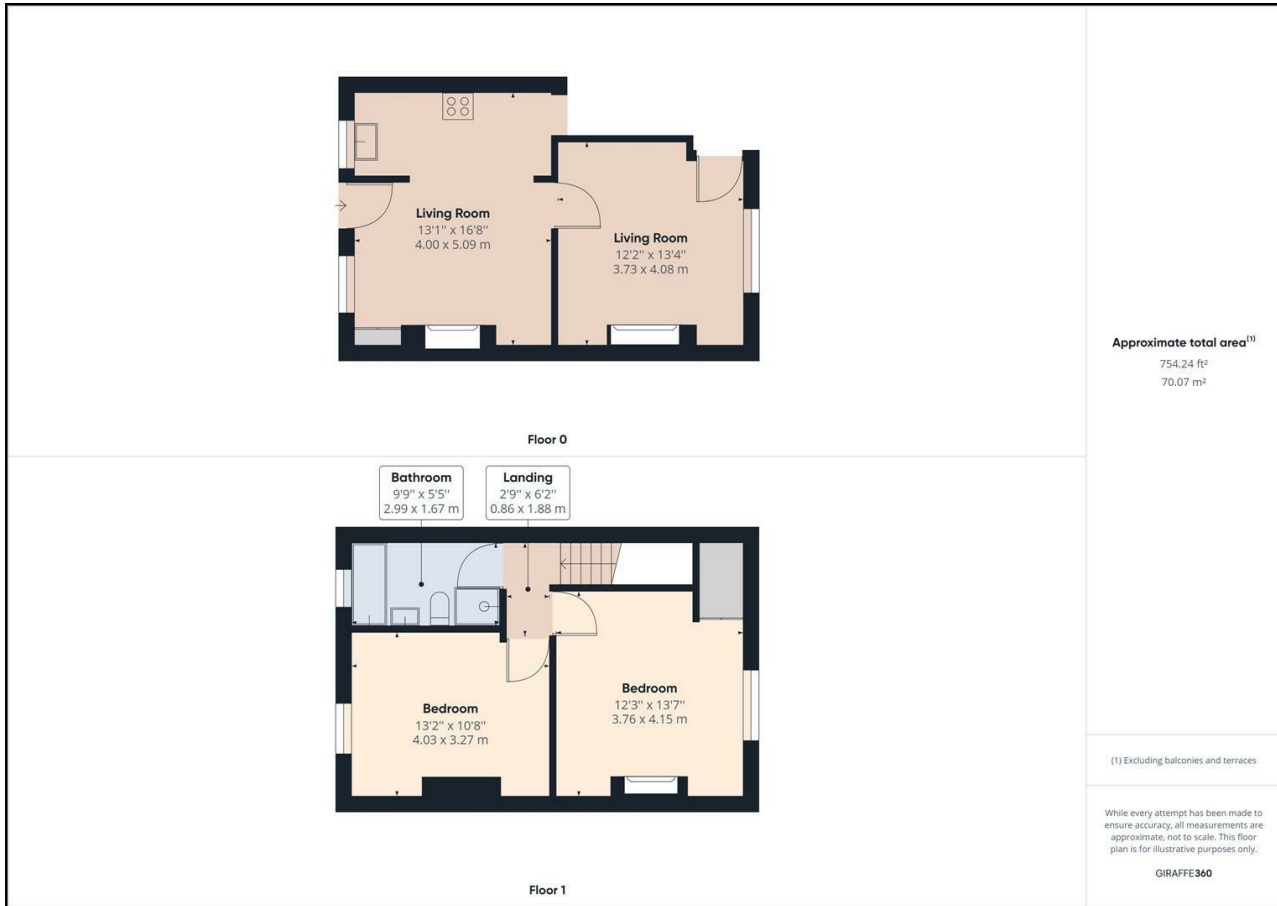 Living Room
13'1'' x 16'8''
4.00 x 5.09 m
Living Room
12'2'' x 13'4''
3.73 x 4.08 m
Floor 0
Bathroom
9'9'' x 5'5''
2.99 x 1.67 m
Landing
2'9'' x 6'2''
0.86 x 1.88 m
Bedroom
13'2'' x 10'8''
4.03 x 3.27 m
Bedroom
12'3'' x 13'7''
3.76 x 4.15 m
Floor 1
Approximate total area(1)
754.24 ft²
70.07 m²
(1) Excluding balconies and terraces
While every attempt has been made to
ensure accuracy, all measurements are
approximate, not to scale. This floor
plan is for illustrative purposes only.
GIRAFFE360